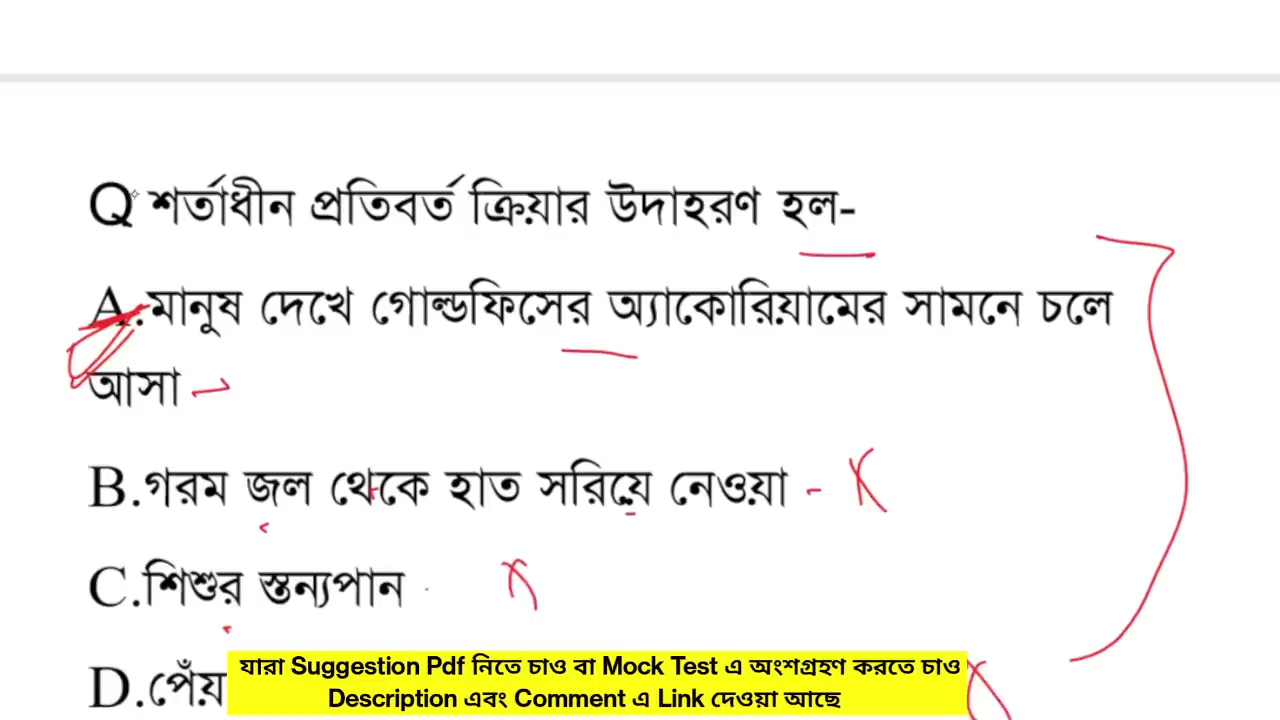 Q শর্তাধীন প্রতিবর্ত ক্রিয়ার উদাহরণ হল-
A.মানুষ দেখে গোল্ডফিসের অ্যাকোরিয়ামের সামনে চলে
আসা
B.গরম জল থেকে হাত সরিয়ে নেওয়া
C.শিশুর স্তন্যপান
D.পেঁয়
যারা Suggestion Pdf নিতে চাও বা Mock Test এ অংশগ্রহণ করতে চাও
Description এবং Comment এ Link দেওয়া আছে